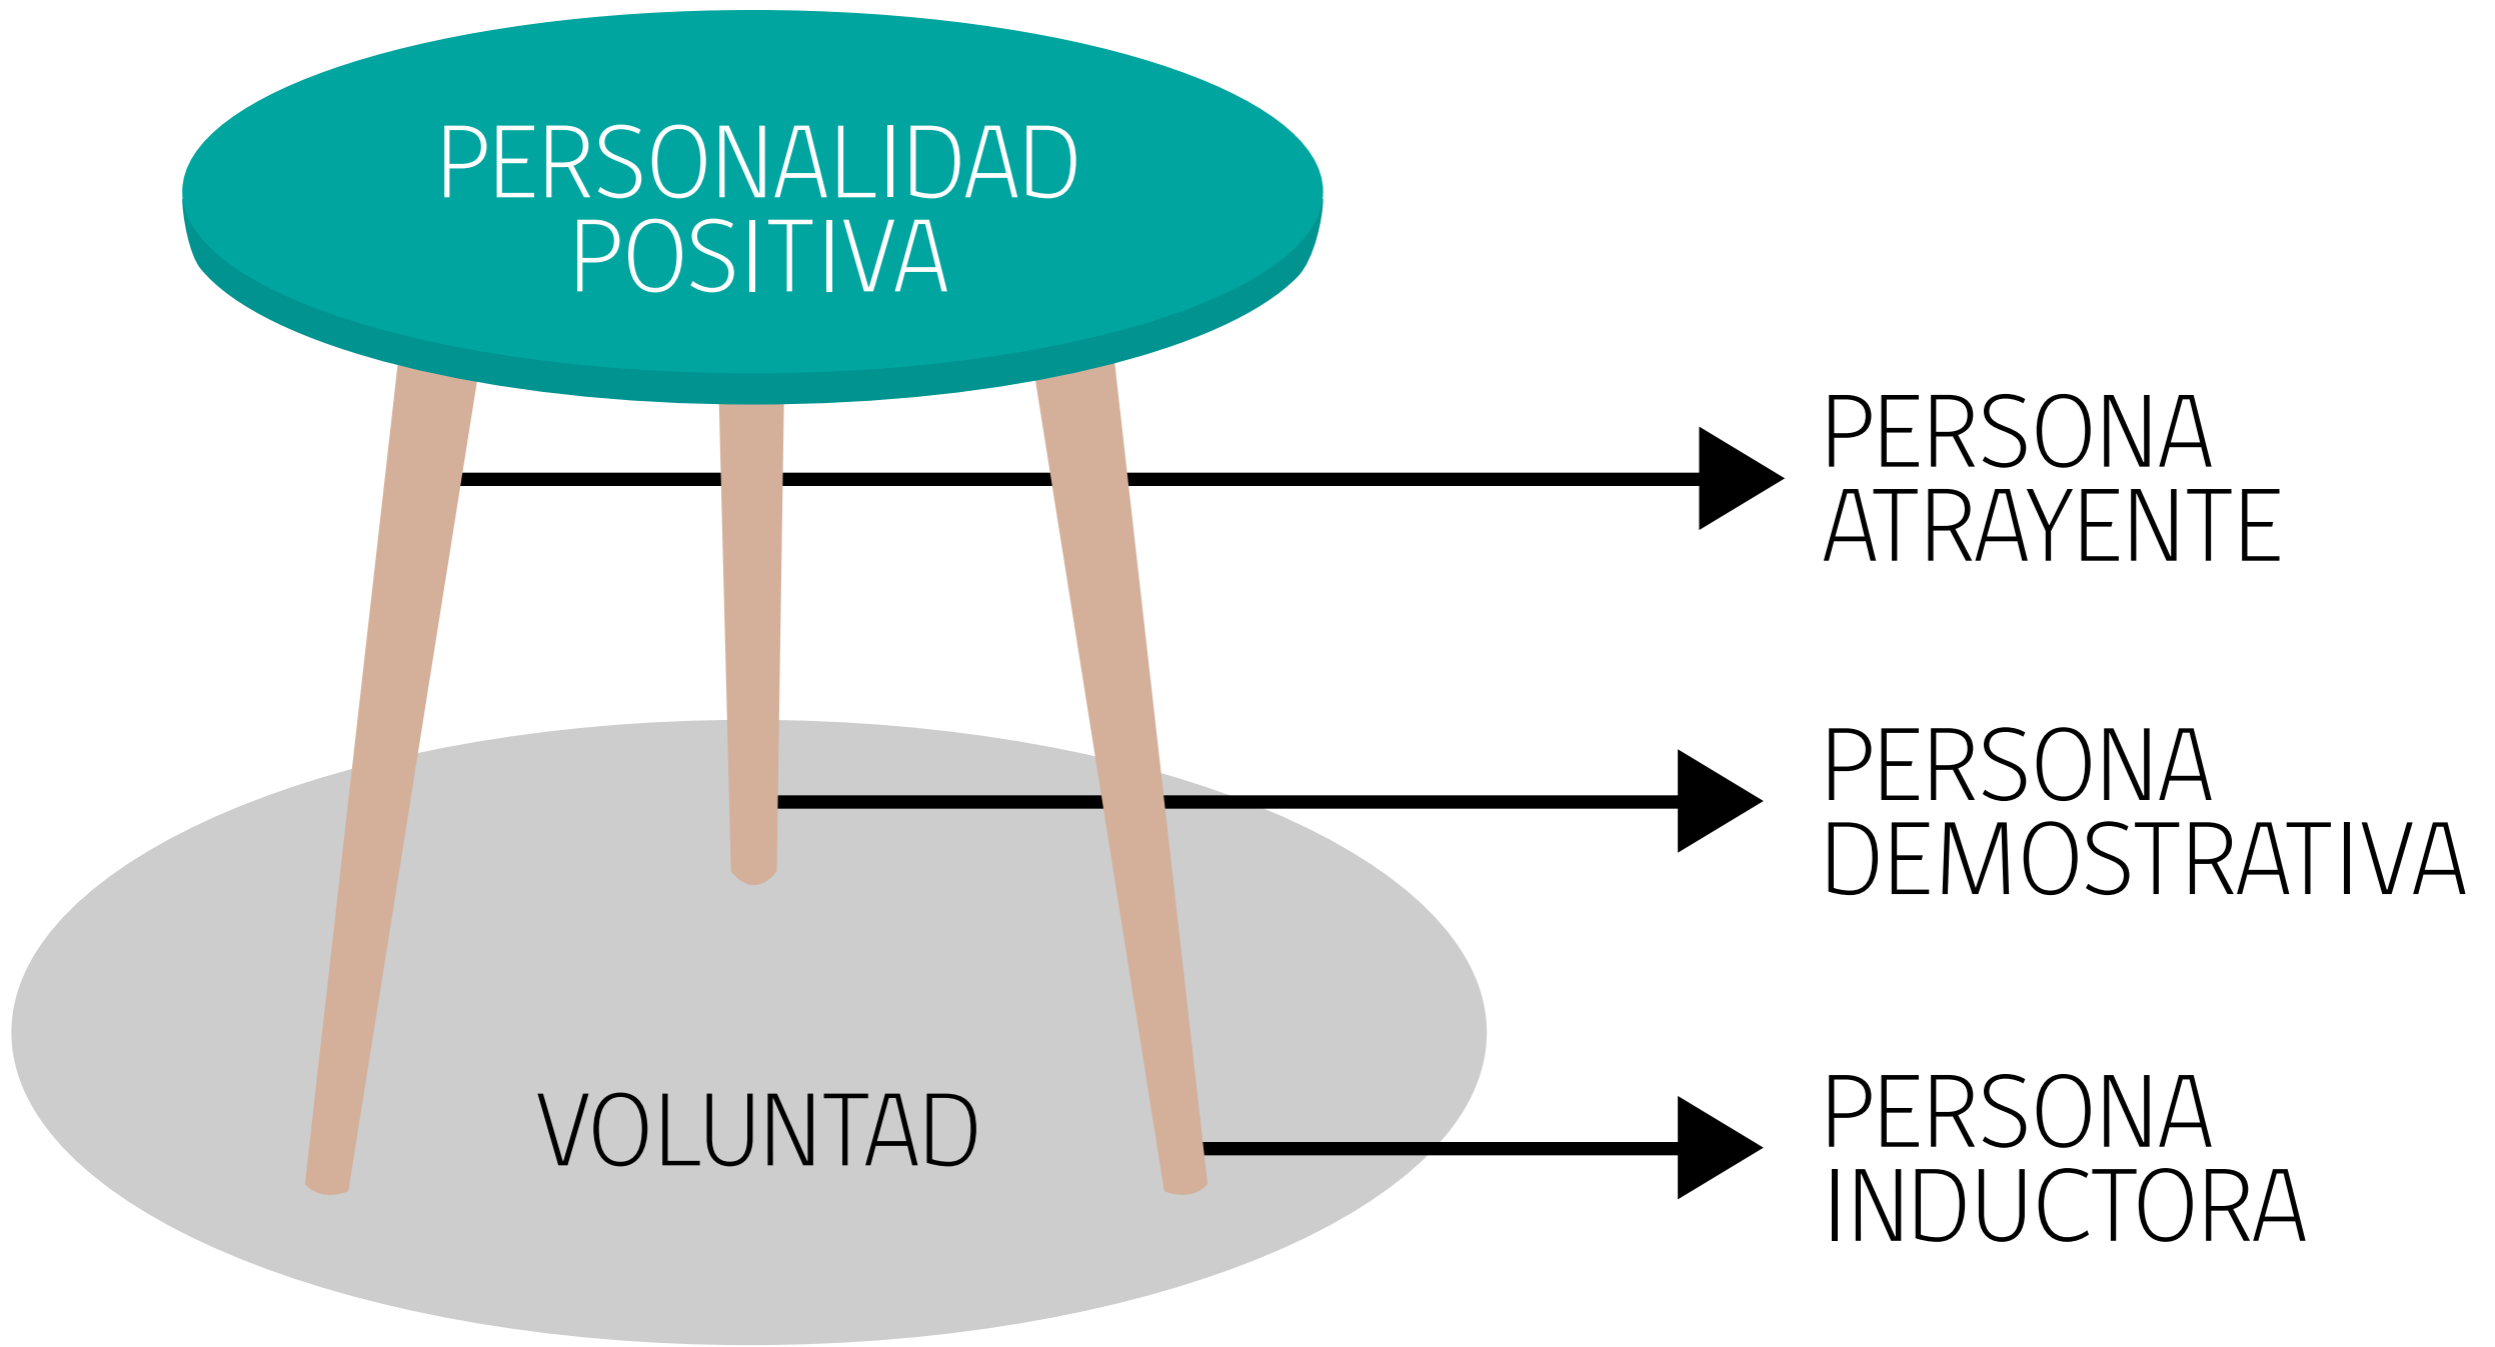 PERSONALIDAD
POSITIVA
PERSONA
ATRAYENTE
PERSONA
DEMOSTRATIVA
VOLUNTAD
PERSONA
INDUCTORA